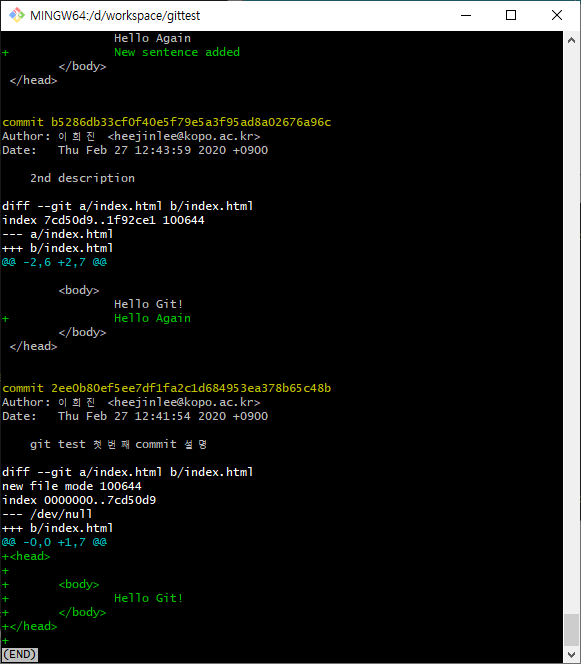 MINGW64:/d/workspace/gittest
Hello Again
+ New sentence added
</body>
</head>
commit b5286db33cf0f40e5f79e5a3f95ad8a02676a96c
Author: 이희진 <heejinlee@kopo.ac.kr>
Date: Thu Feb 27 12:43:59 2020 +0900
2nd description
diff --git a/index.html b/index.html
index 7cd50d9..1f92ce1 100644
--- a/index.html
+++ b/index.html
@@ -2,6 +2,7 @@
<body>
Hello Git!
+ Hello Again
</body>
</head>
commit 2ee0b80ef5ee7df1fa2c1d684953ea378b65c48b
Author: 이희진 <heejinlee@kopo.ac.kr>
Date: Thu Feb 27 12:41:54 2020 +0900
git test 첫번째 commit 설명
diff --git a/index.html b/index.html
new file mode 100644
index 0000000..7cd50d9
--- /dev/null
+++ b/index.html
@@ -0,0 +1,7 @@
+<head>
+
+ <body>
+ Hello Git!
+ </body>
+</head>
+
(END)